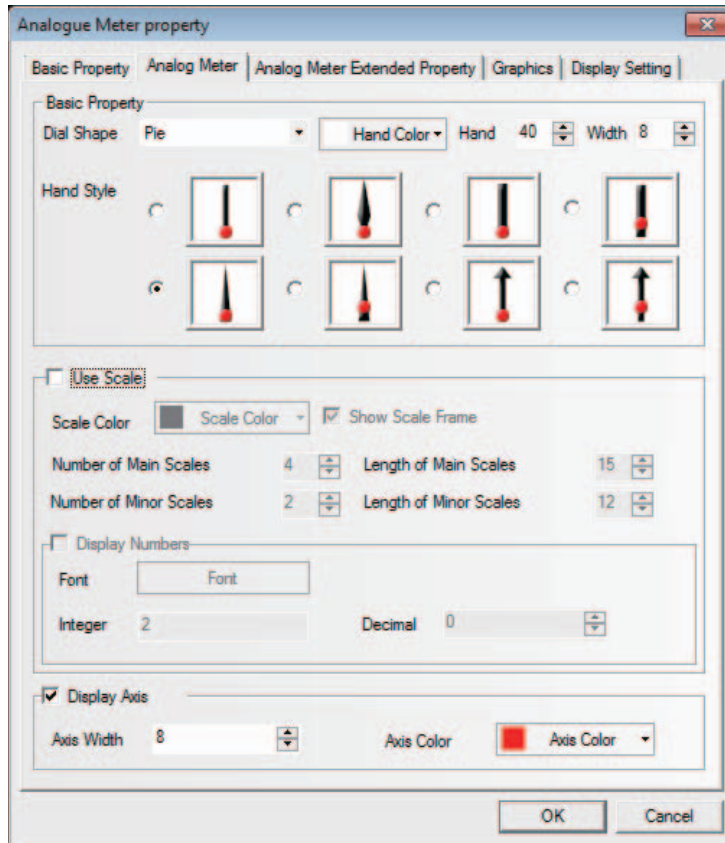 Analogue Meter property
Basic Property Analog Meter Analog Meter Extended Property Graphics Display Setting
Basic Property
Dial Shape Pie Hand Color Hand 40 Width 8
Hand Style
Use Scale
Scale Color Scale Color Show Scale Frame
Number of Main Scales 4 Length of Main Scales 15
Number of Minor Scales 2 Length of Minor Scales 12
Display Numbers
Font Font
Integer 2 Decimal 0
Display Axis
Axis Width 8 Axis Color Axis Color
OK Cancel